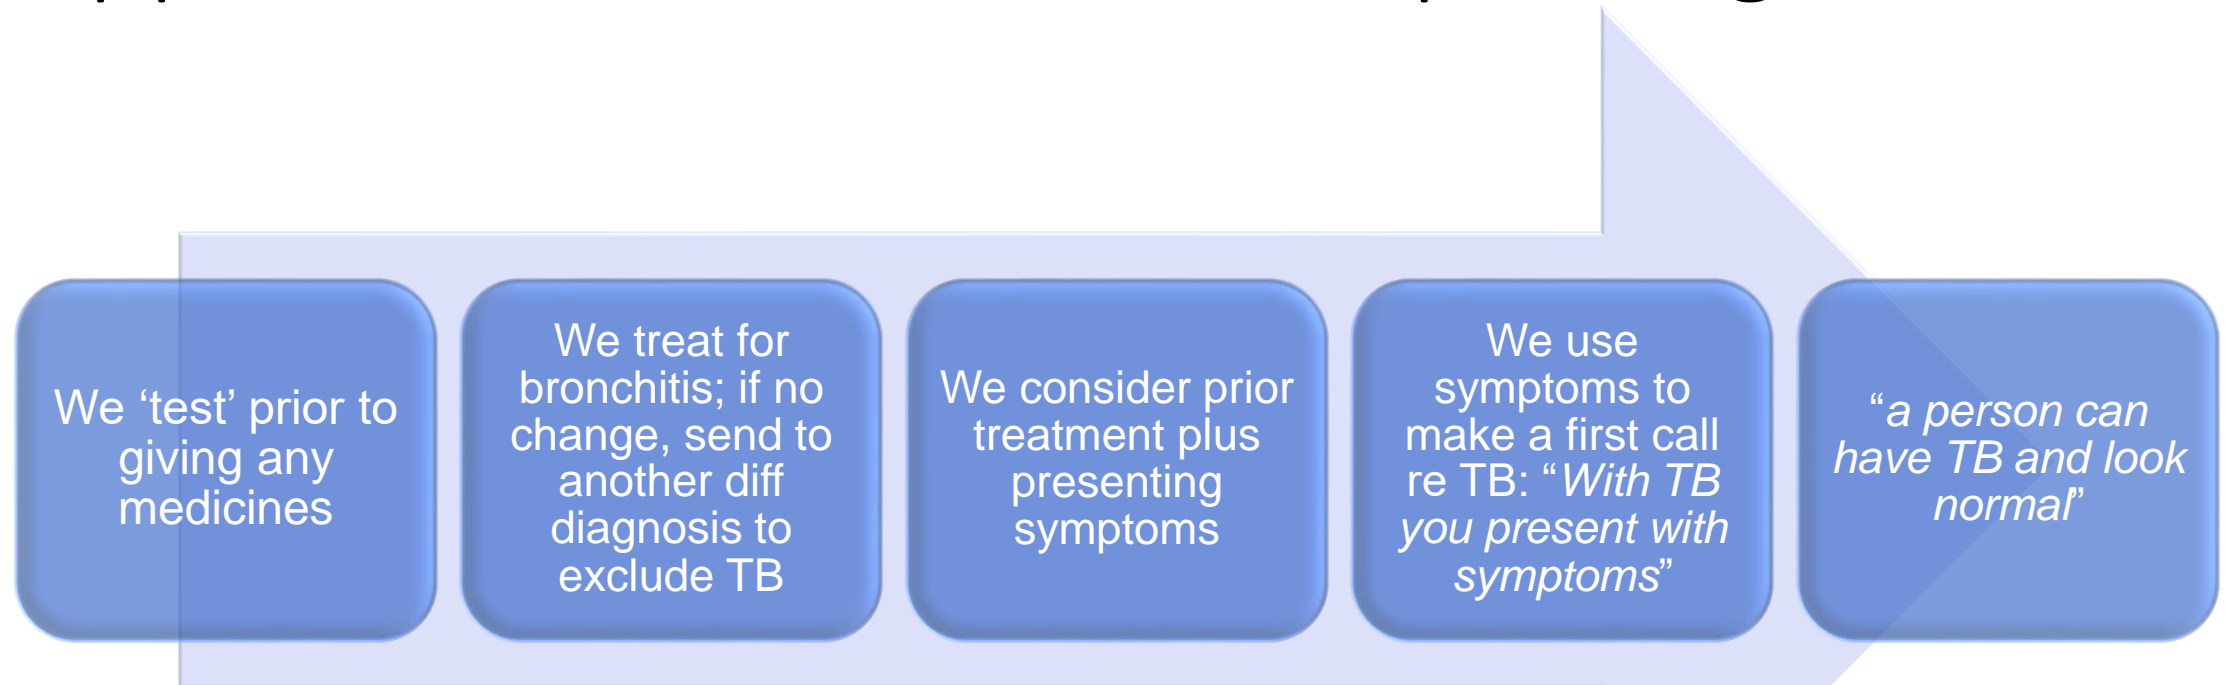 We ‘test’ prior to
giving any
medicines
We treat for
bronchitis; if no
change, send to
another diff
diagnosis to
exclude TB
We consider prior
treatment plus
presenting
symptoms
We use
symptoms to
make a first call
re TB: “With TB
you present with
symptoms”
“a person can
have TB and look
normal”